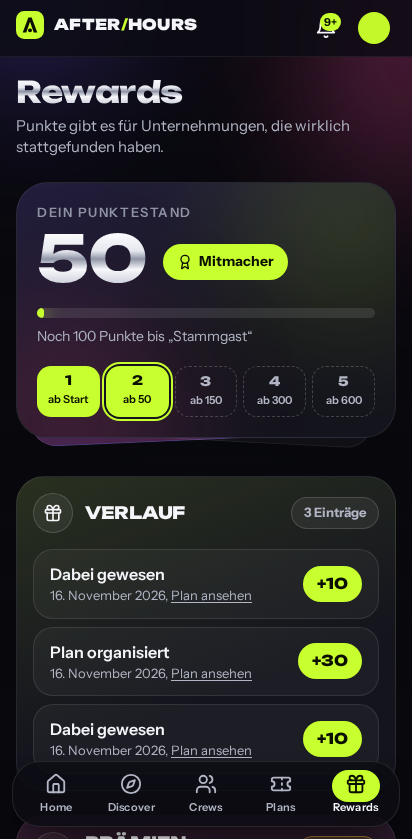 AFTER/HOURS
9+
Rewards
Punkte gibt es für Unternehmungen, die wirklich
stattgefunden haben.
DEIN PUNKTESTAND
50
Mitmacher
Noch 100 Punkte bis „Stammgast“
1
ab Start
2
ab 50
3
ab 150
4
ab 300
5
ab 600
VERLAUF
3 Einträge
Dabei gewesen
16. November 2026, Plan ansehen
+10
Plan organisiert
16. November 2026, Plan ansehen
+30
Dabei gewesen
16. November 2026, Plan ansehen
+10
Home
Discover
Crews
Plans
Rewards
PRÄMIEN